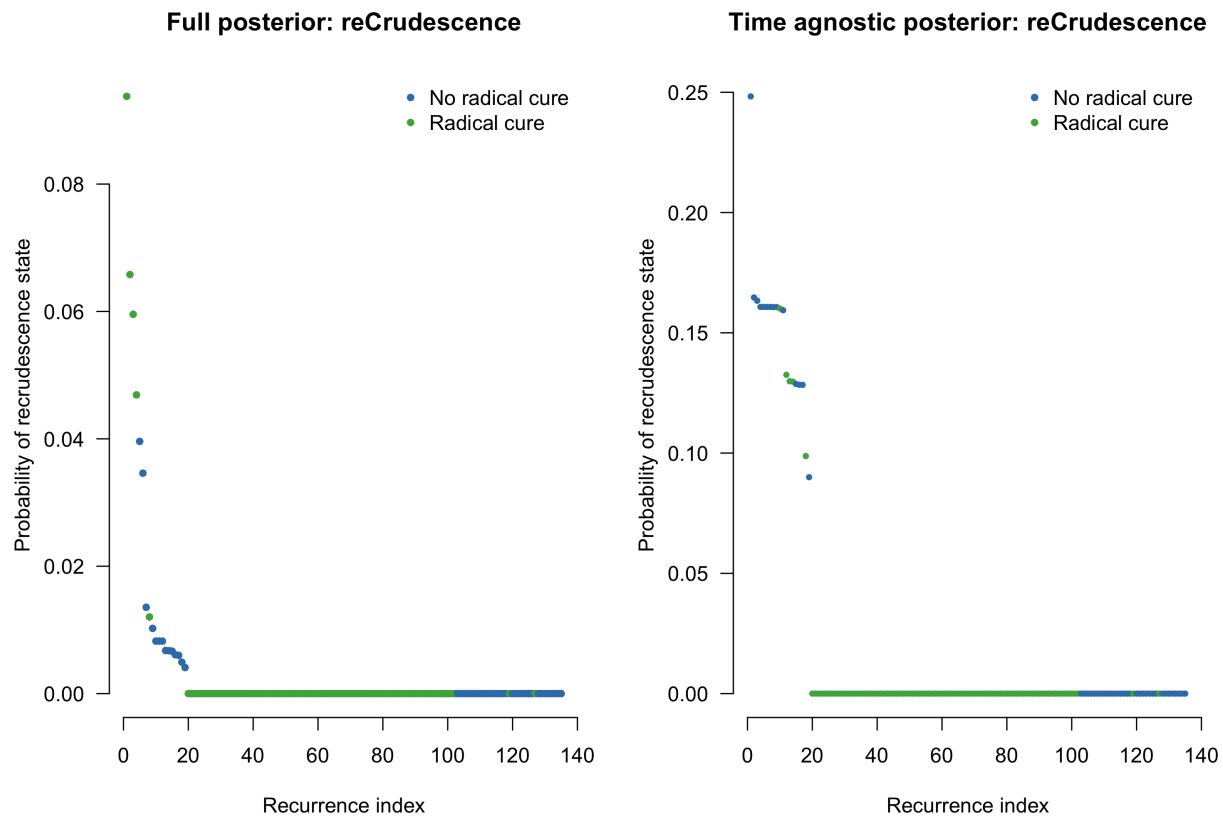 Full posterior: reCrudescence
No radical cure
Radical cure
0.08
0.06
0.04
0.02
0.00
Probability of recrudescence state
0 20 40 60 80 100 120 140
Recurrence index
Time agnostic posterior: reCrudescence
No radical cure
Radical cure
0.25
0.20
0.15
0.10
0.05
0.00
Probability of recrudescence state
0 20 40 60 80 100 120 140
Recurrence index